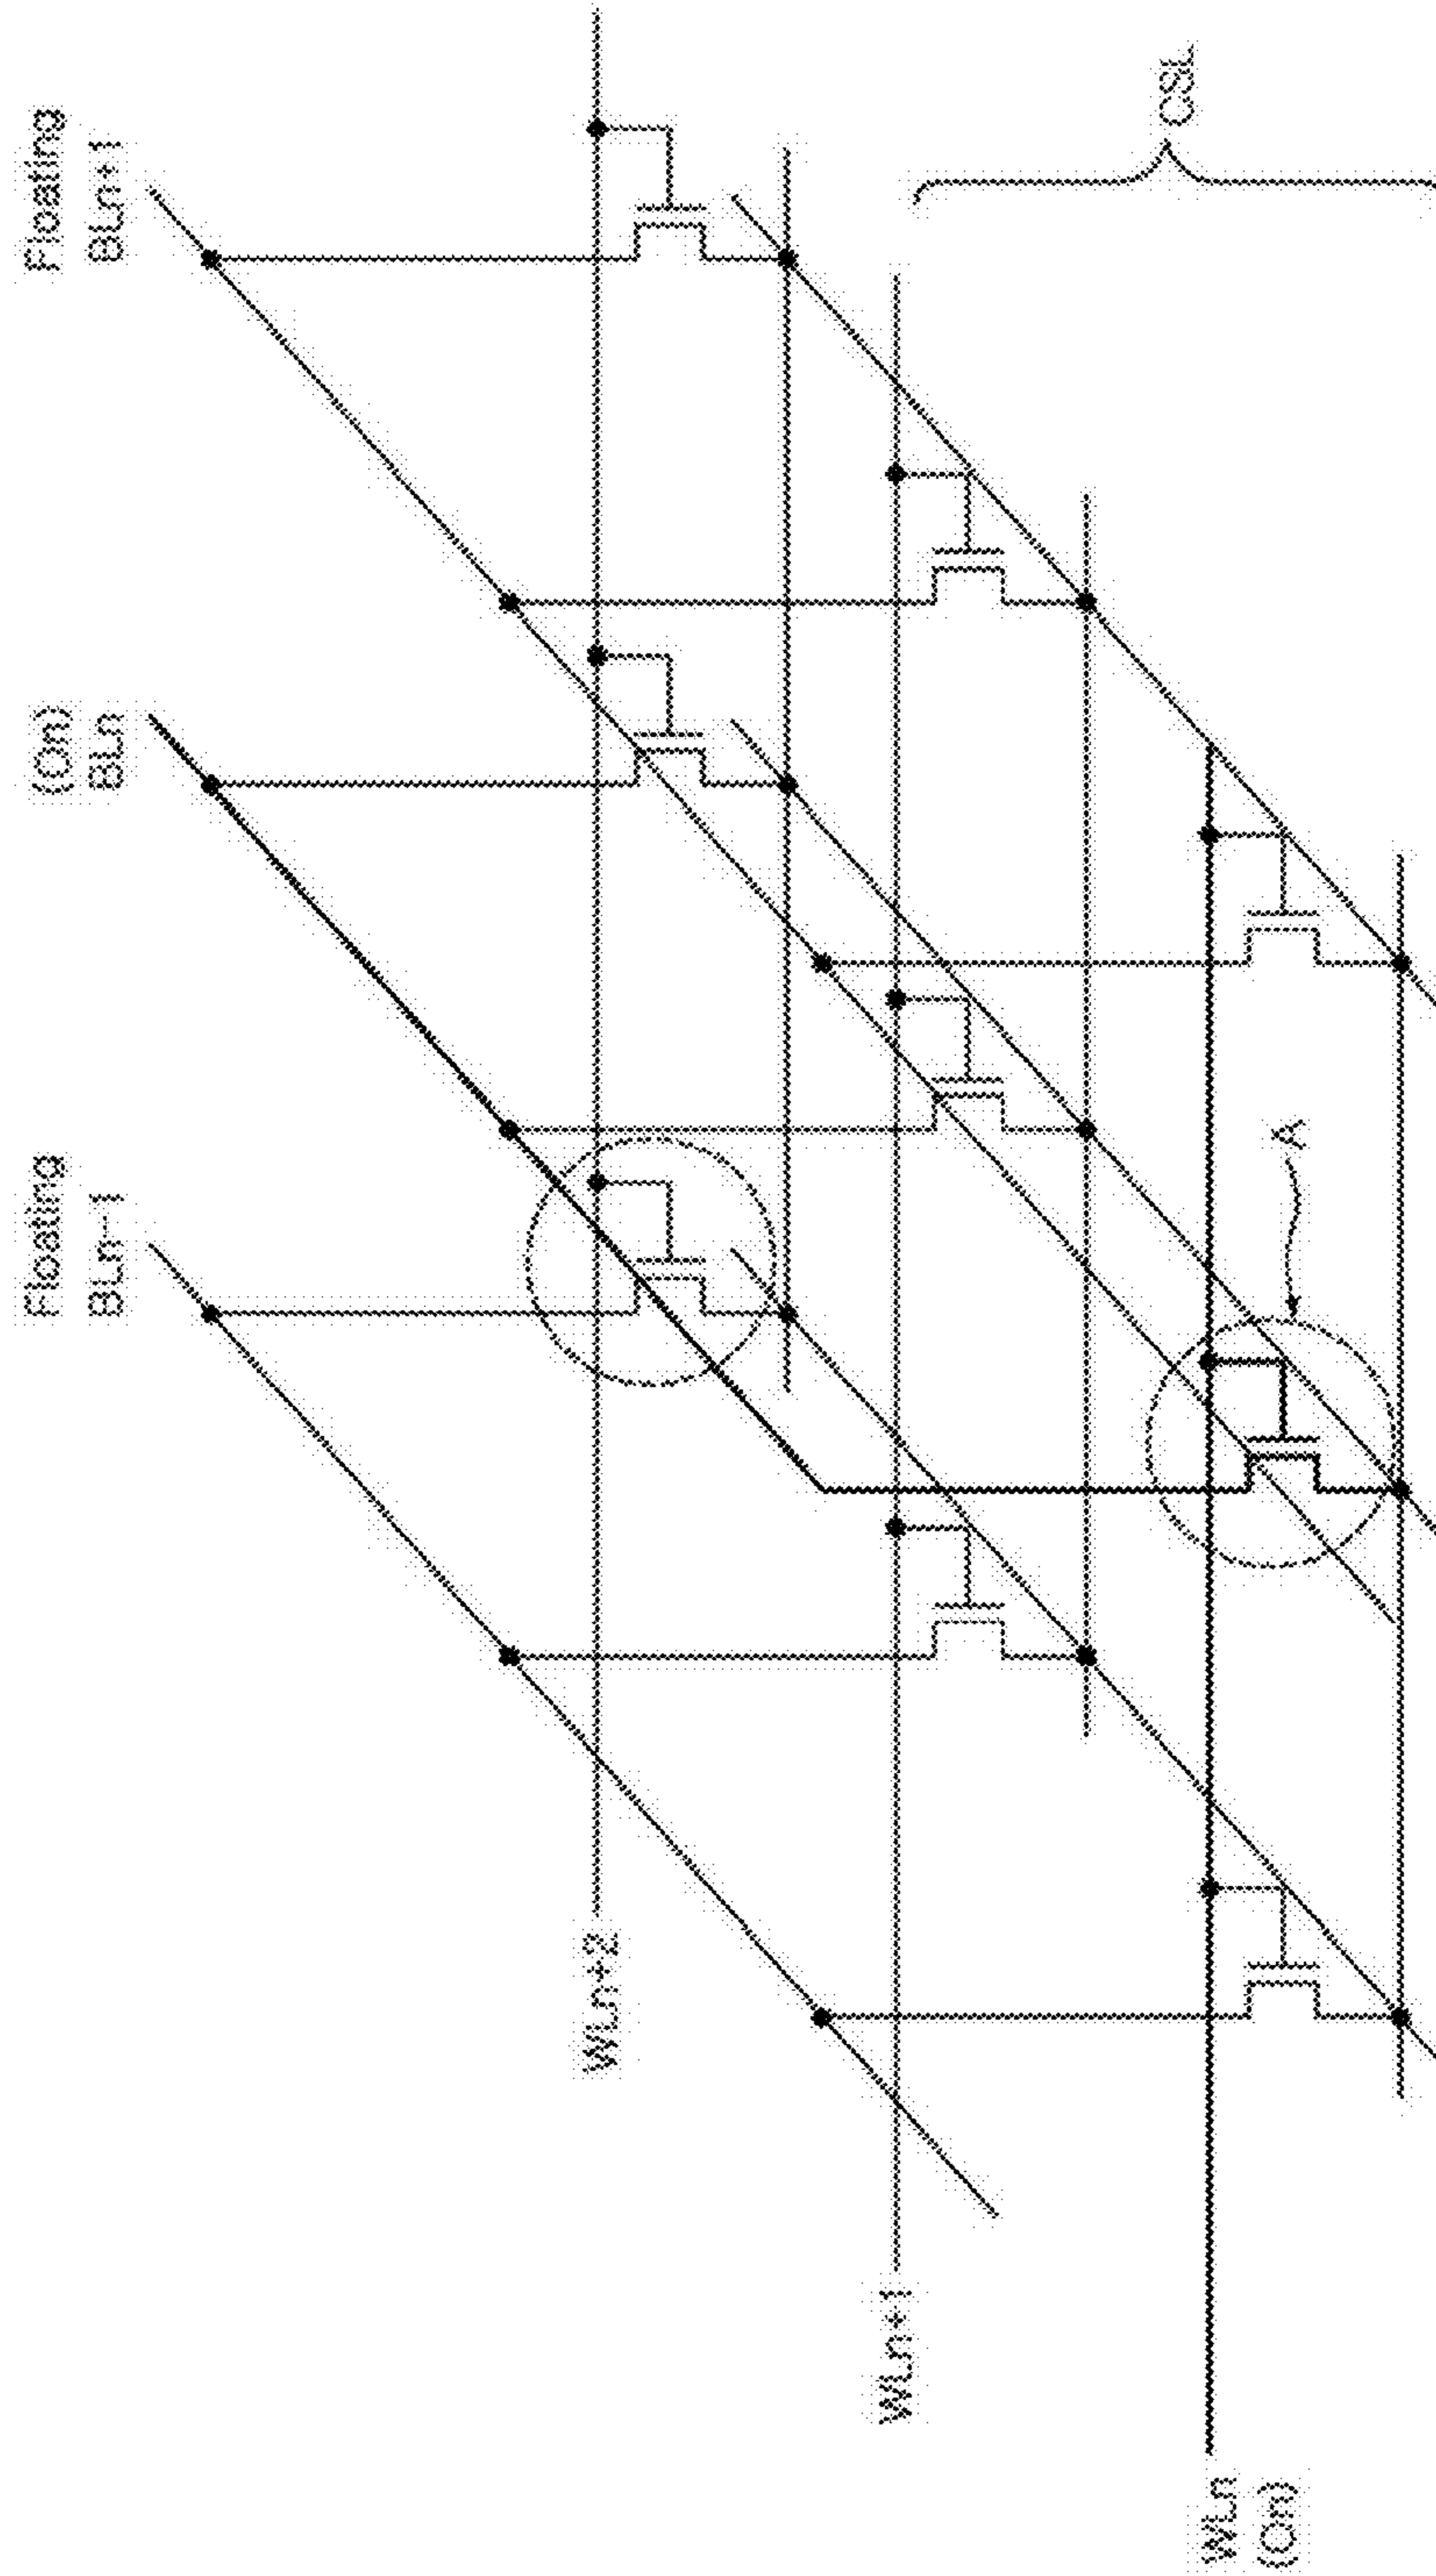 Floating
BLn-1
(On)
BLn
Floating
BLn+1
WLn+2
WLn+1
WLn
(On)
A
CSL